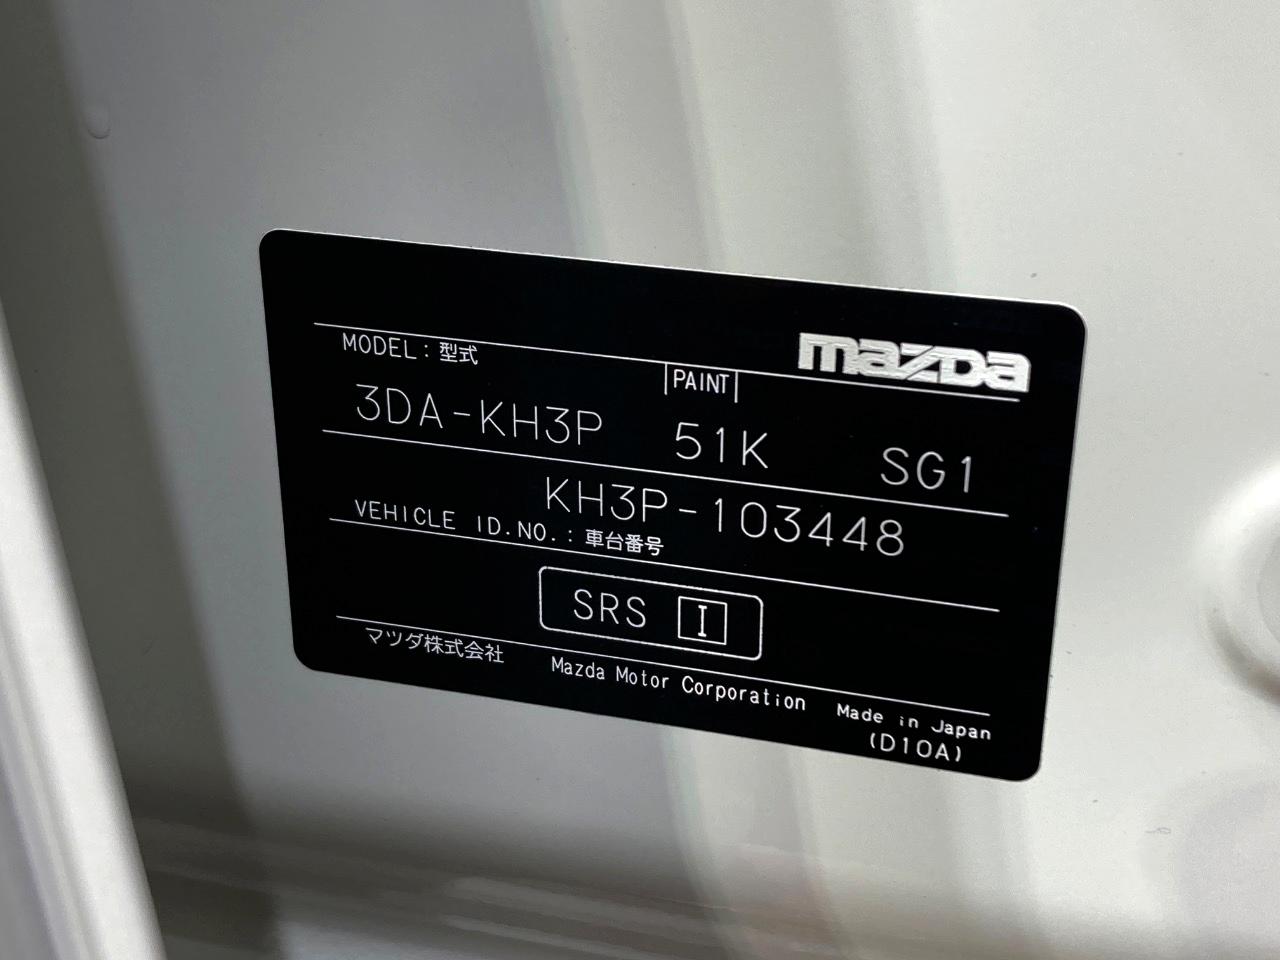 mazda
MODEL : 型式 PAINT
3DA-KH3P 51K SG1
KH3P-103448
VEHICLE ID.NO. : 車台番号
SRS I
マツダ株式会社 Mazda Motor Corporation Made in Japan
(D10A)